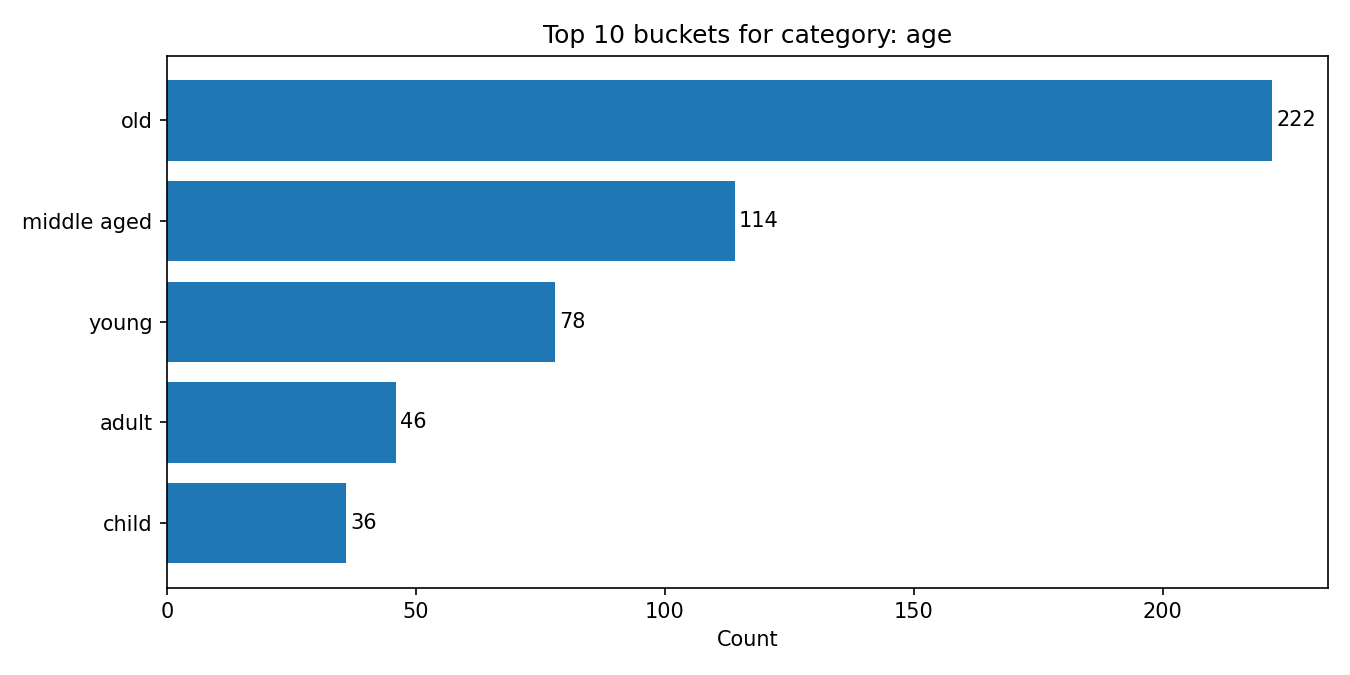 Top 10 buckets for category: age
old
222
middle aged
114
young
78
adult
46
child
36
0 50 100 150 200
Count